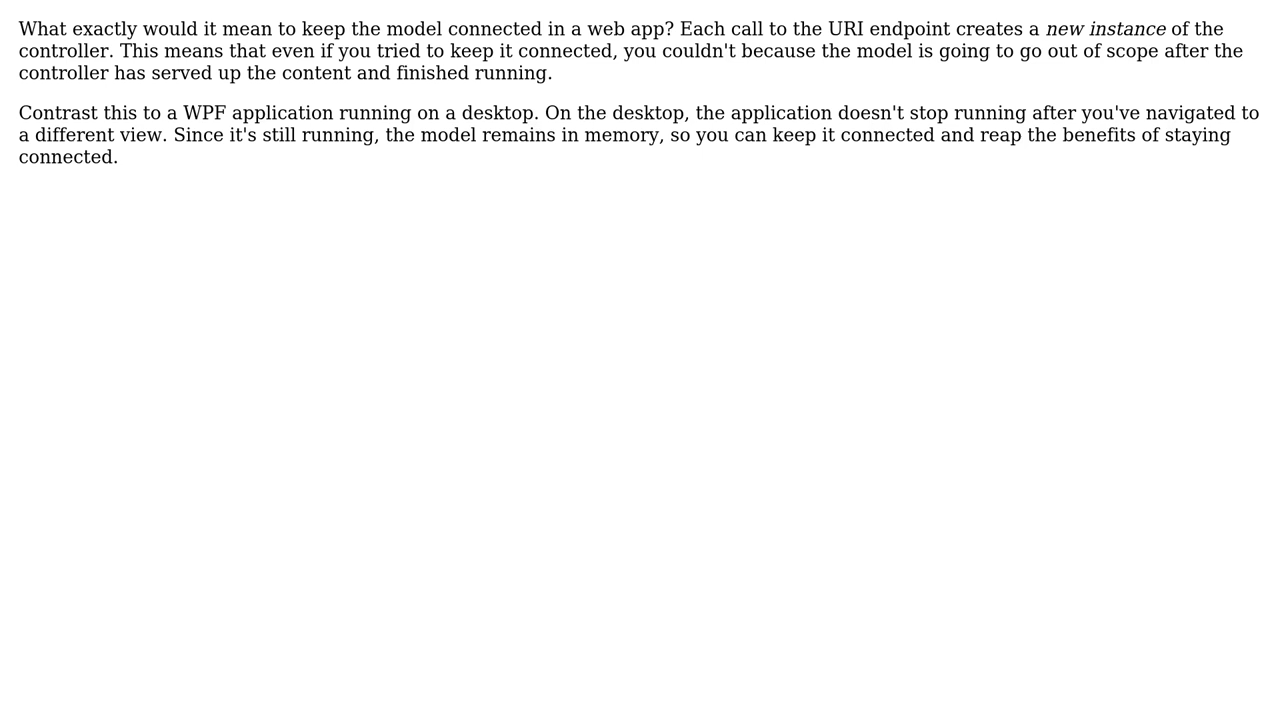 What exactly would it mean to keep the model connected in a web app? Each call to the URI endpoint creates a new instance of the
controller. This means that even if you tried to keep it connected, you couldn't because the model is going to go out of scope after the
controller has served up the content and finished running.
Contrast this to a WPF application running on a desktop. On the desktop, the application doesn't stop running after you've navigated to
a different view. Since it's still running, the model remains in memory, so you can keep it connected and reap the benefits of staying
connected.